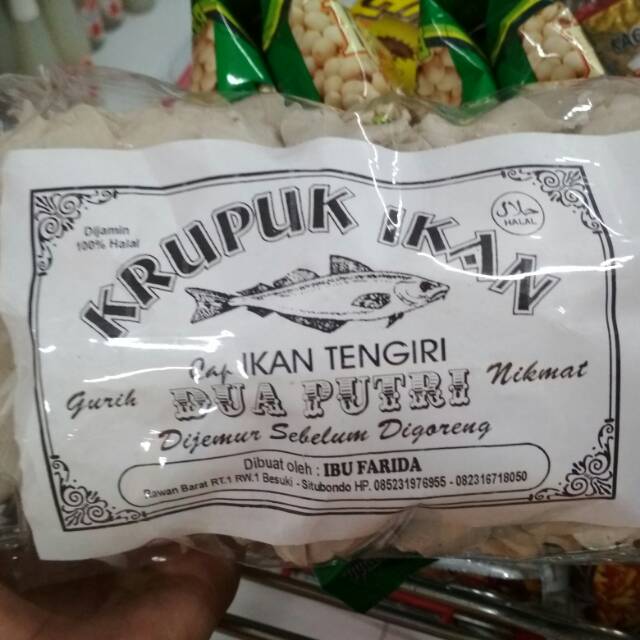 Dijamin
100% Halal
حلال
HALAL
KRUPUK IKAN
Cap IKAN TENGIRI
Gurih
DUA PUTRI
Nikmat
Dijemur Sebelum Digoreng
Dibuat oleh : IBU FARIDA
Rawan Barat RT.1 RW.1 Besuki - Situbondo HP. 085231976955 - 082316718050